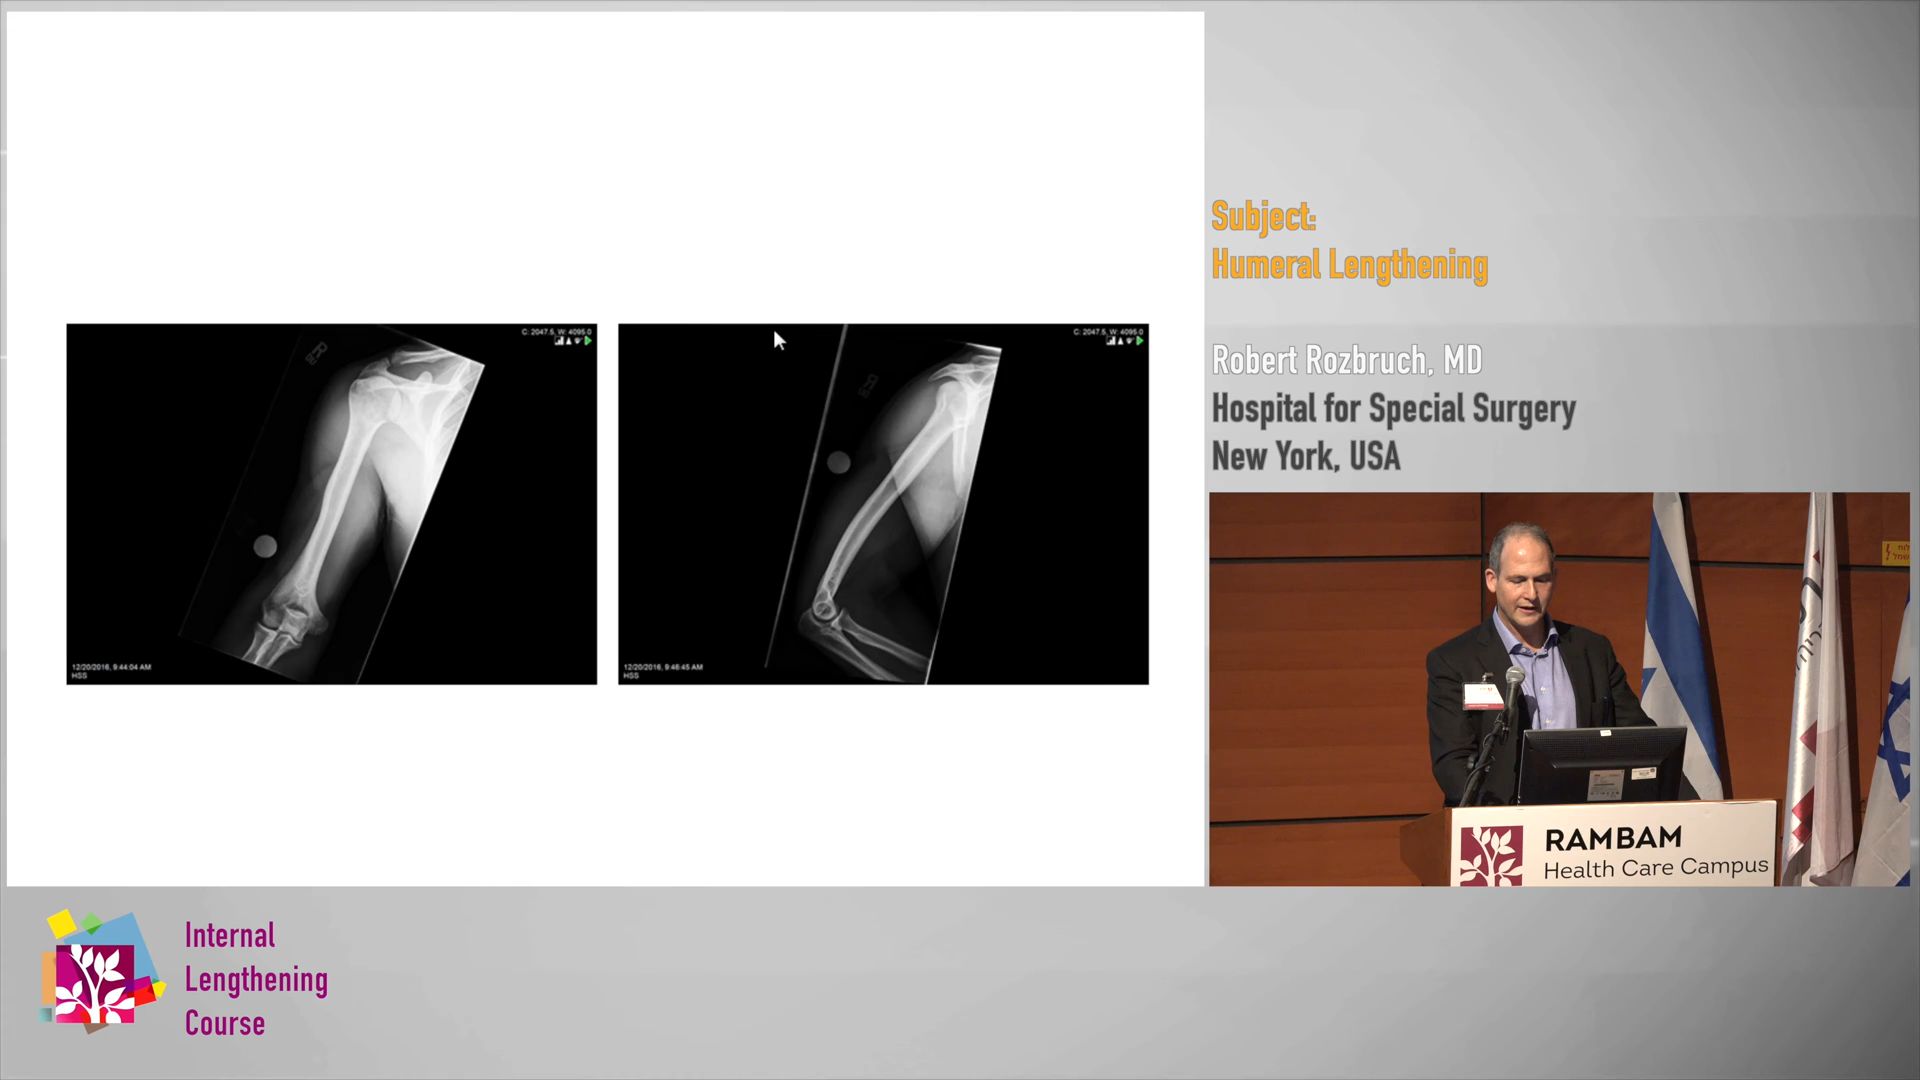 C: 2047.5, W: 4095.0
R
12/20/2016, 9:44:04 AM
HSS
C: 2047.5, W: 4095.0
R
12/20/2016, 9:46:45 AM
HSS
Subject:
Humeral Lengthening
Robert Rozbruch, MD
Hospital for Special Surgery
New York, USA
RAMBAM
Health Care Campus
Internal
Lengthening
Course